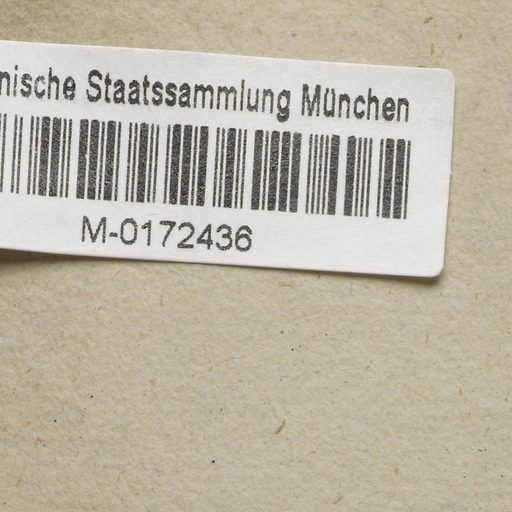 nische Staatssammlung München
M-0172436